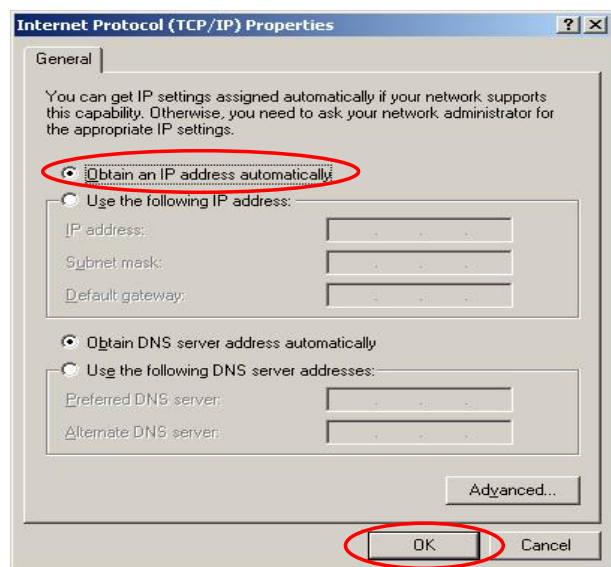 Internet Protocol (TCP/IP) Properties
General
You can get IP settings assigned automatically if your network supports
this capability. Otherwise, you need to ask your network administrator for
the appropriate IP settings.
Obtain an IP address automatically
Use the following IP address:
IP address:
Subnet mask:
Default gateway:
Obtain DNS server address automatically
Use the following DNS server addresses:
Preferred DNS server:
Alternate DNS server:
Advanced...
OK Cancel